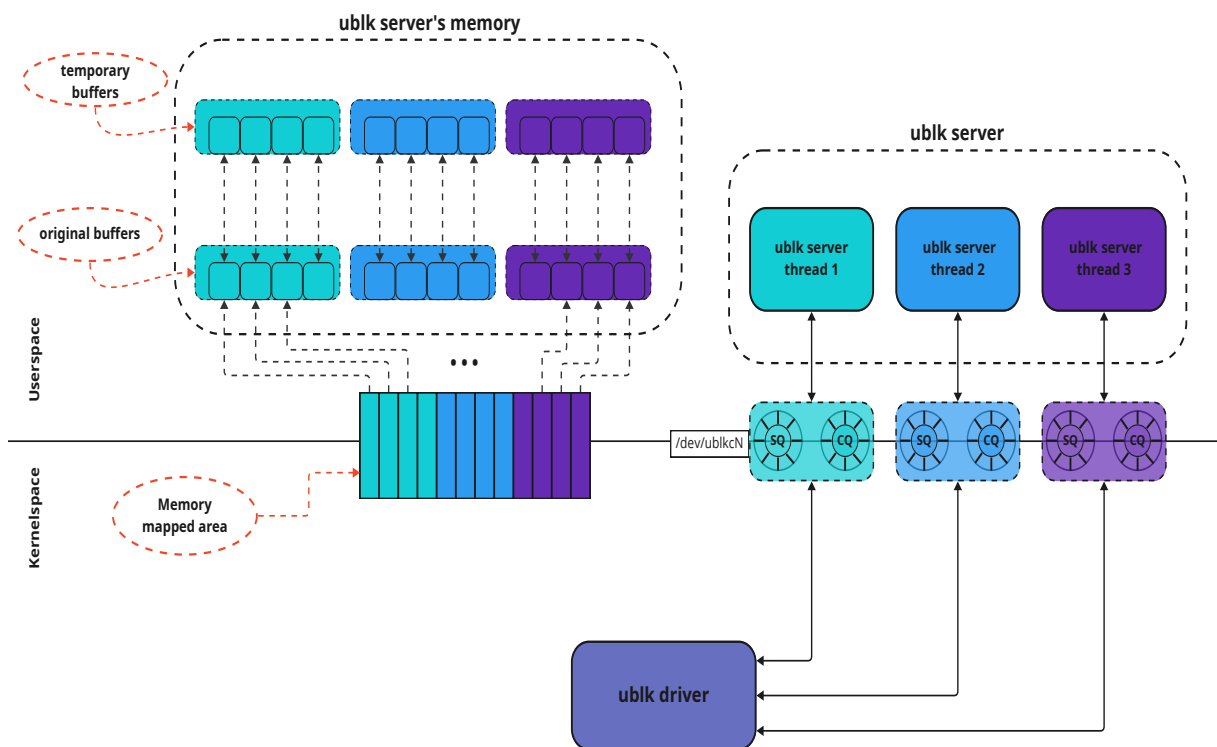 ublk server's memory
temporary
buffers
original buffers
ublk server
ublk server
thread 1
ublk server
thread 2
ublk server
thread 3
Userspace
...
SQ
CQ
SQ
CQ
SQ
CQ
/dev/ublkcN
Kernelspace
Memory
mapped area
ublk driver